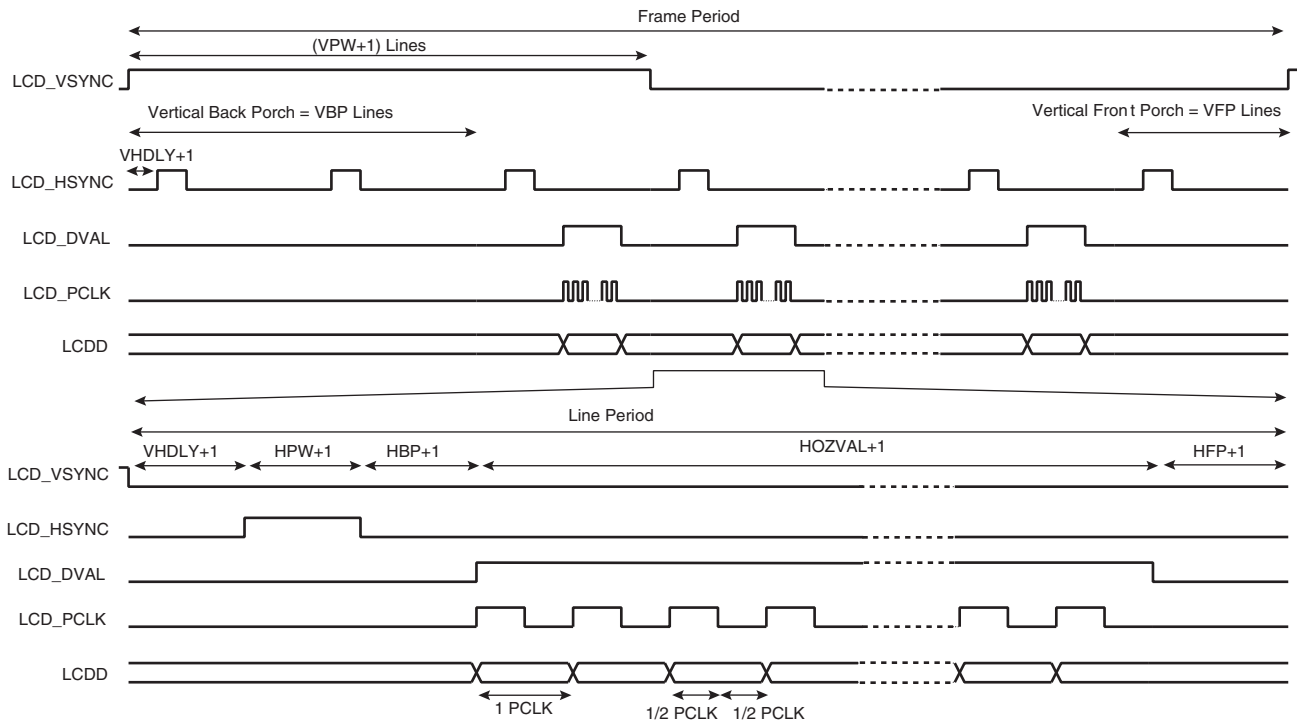 Frame Period
(VPW+1) Lines
LCD_VSYNC
Vertical Back Porch = VBP Lines
Vertical Front Porch = VFP Lines
VHDLY+1
LCD_HSYNC
LCD_DVAL
LCD_PCLK
LCDD
Line Period
VHDLY+1 HPW+1 HBP+1 HOZVAL+1 HFP+1
LCD_VSYNC
LCD_HSYNC
LCD_DVAL
LCD_PCLK
LCDD
1 PCLK 1/2 PCLK 1/2 PCLK